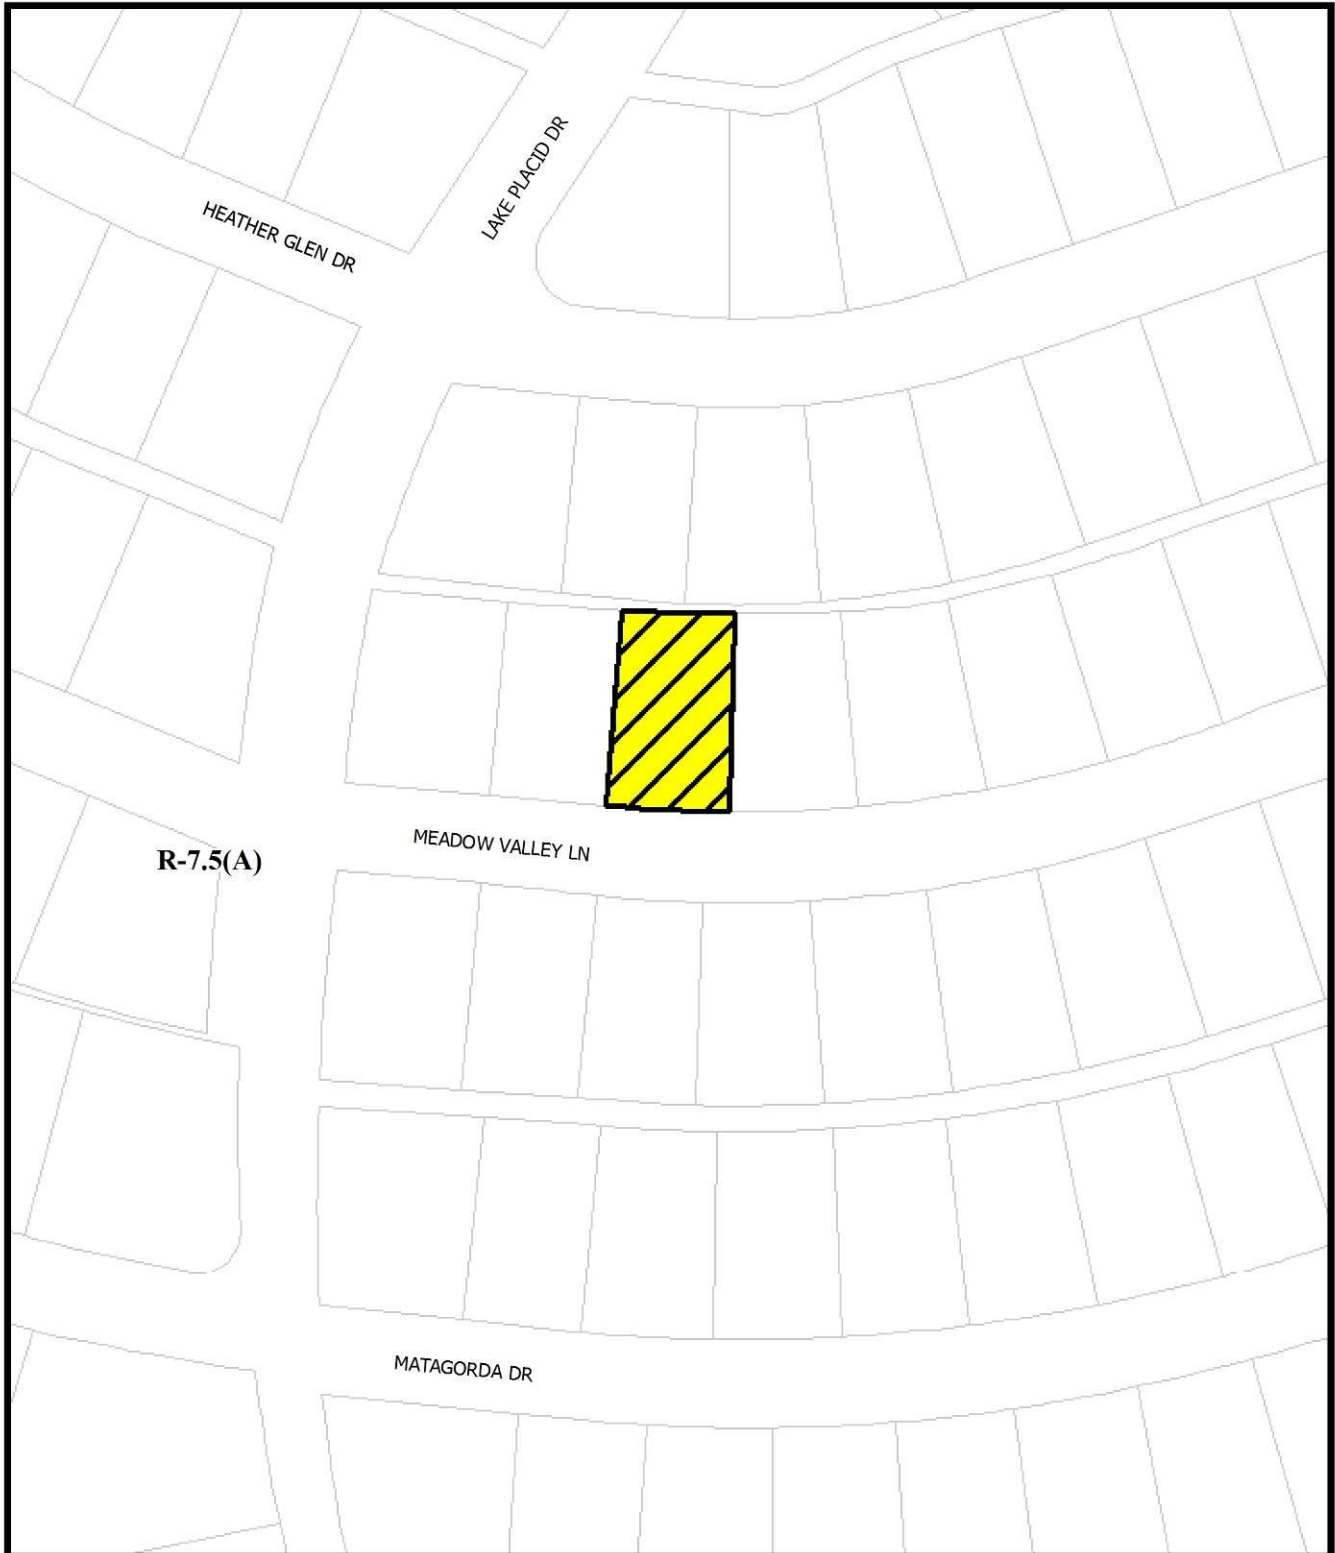 LAKE PLACID DR
HEATHER GLEN DR
MEADOW VALLEY LN
R-7.5(A)
MATAGORDA DR